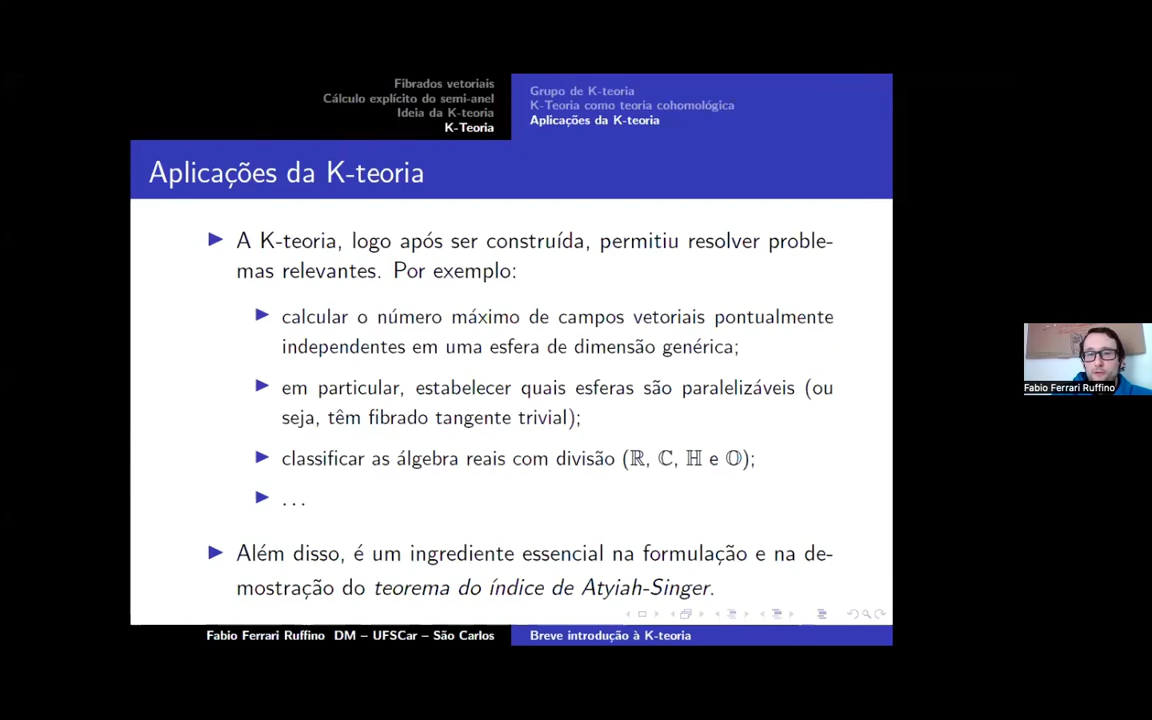 Fibrados vetoriais
Cálculo explícito do semi-anel
Ideia da K-teoria
K-Teoria
Grupo de K-teoria
K-Teoria como teoria cohomológica
Aplicações da K-teoria
Aplicações da K-teoria
A K-teoria, logo após ser construída, permitiu resolver proble-
mas relevantes. Por exemplo:
calcular o número máximo de campos vetoriais pontualmente
independentes em uma esfera de dimensão genérica;
em particular, estabelecer quais esferas são paralelizáveis (ou
seja, têm fibrado tangente trivial);
classificar as álgebra reais com divisão (ℝ, ℂ, ℍ e 𝕆);
...
Além disso, é um ingrediente essencial na formulação e na de-
mostração do teorema do índice de Atyiah-Singer.
Fabio Ferrari Ruffino DM – UFSCar – São Carlos
Breve introdução à K-teoria
Fabio Ferrari Ruffino